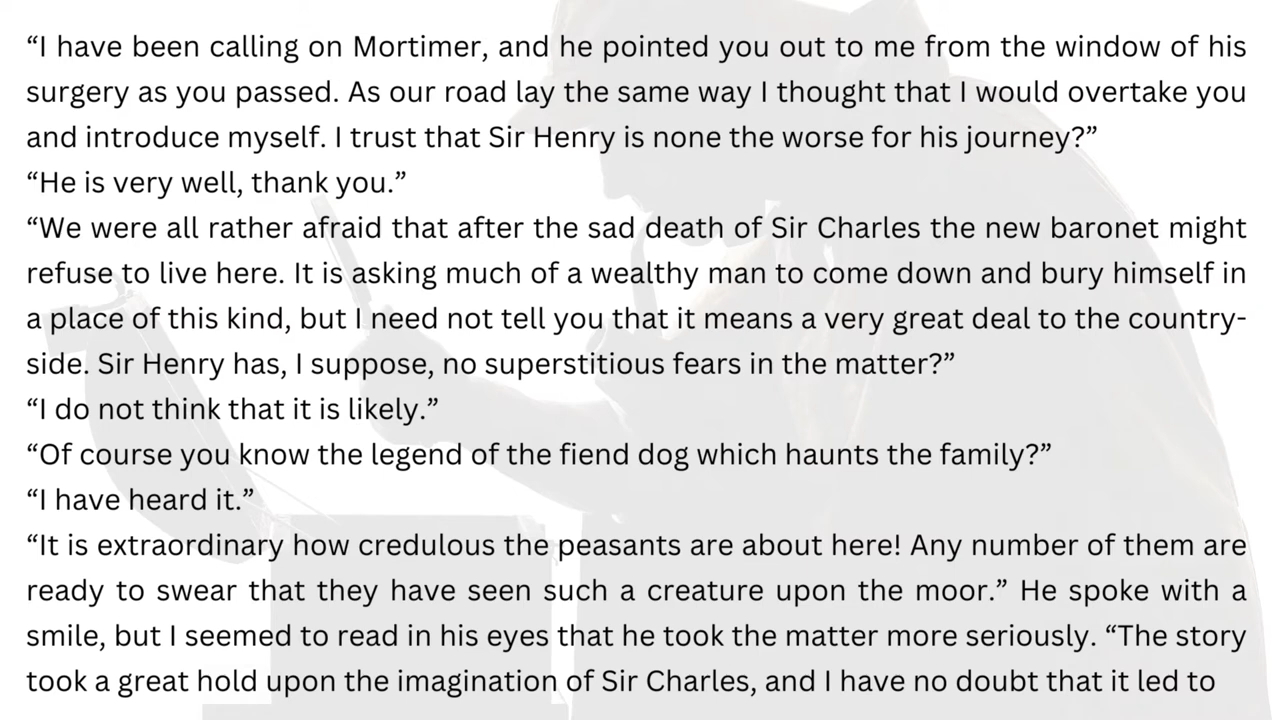 “I have been calling on Mortimer, and he pointed you out to me from the window of his
surgery as you passed. As our road lay the same way I thought that I would overtake you
and introduce myself. I trust that Sir Henry is none the worse for his journey?”
“He is very well, thank you.”
“We were all rather afraid that after the sad death of Sir Charles the new baronet might
refuse to live here. It is asking much of a wealthy man to come down and bury himself in
a place of this kind, but I need not tell you that it means a very great deal to the country-
side. Sir Henry has, I suppose, no superstitious fears in the matter?”
“I do not think that it is likely.”
“Of course you know the legend of the fiend dog which haunts the family?”
“I have heard it.”
“It is extraordinary how credulous the peasants are about here! Any number of them are
ready to swear that they have seen such a creature upon the moor.” He spoke with a
smile, but I seemed to read in his eyes that he took the matter more seriously. “The story
took a great hold upon the imagination of Sir Charles, and I have no doubt that it led to